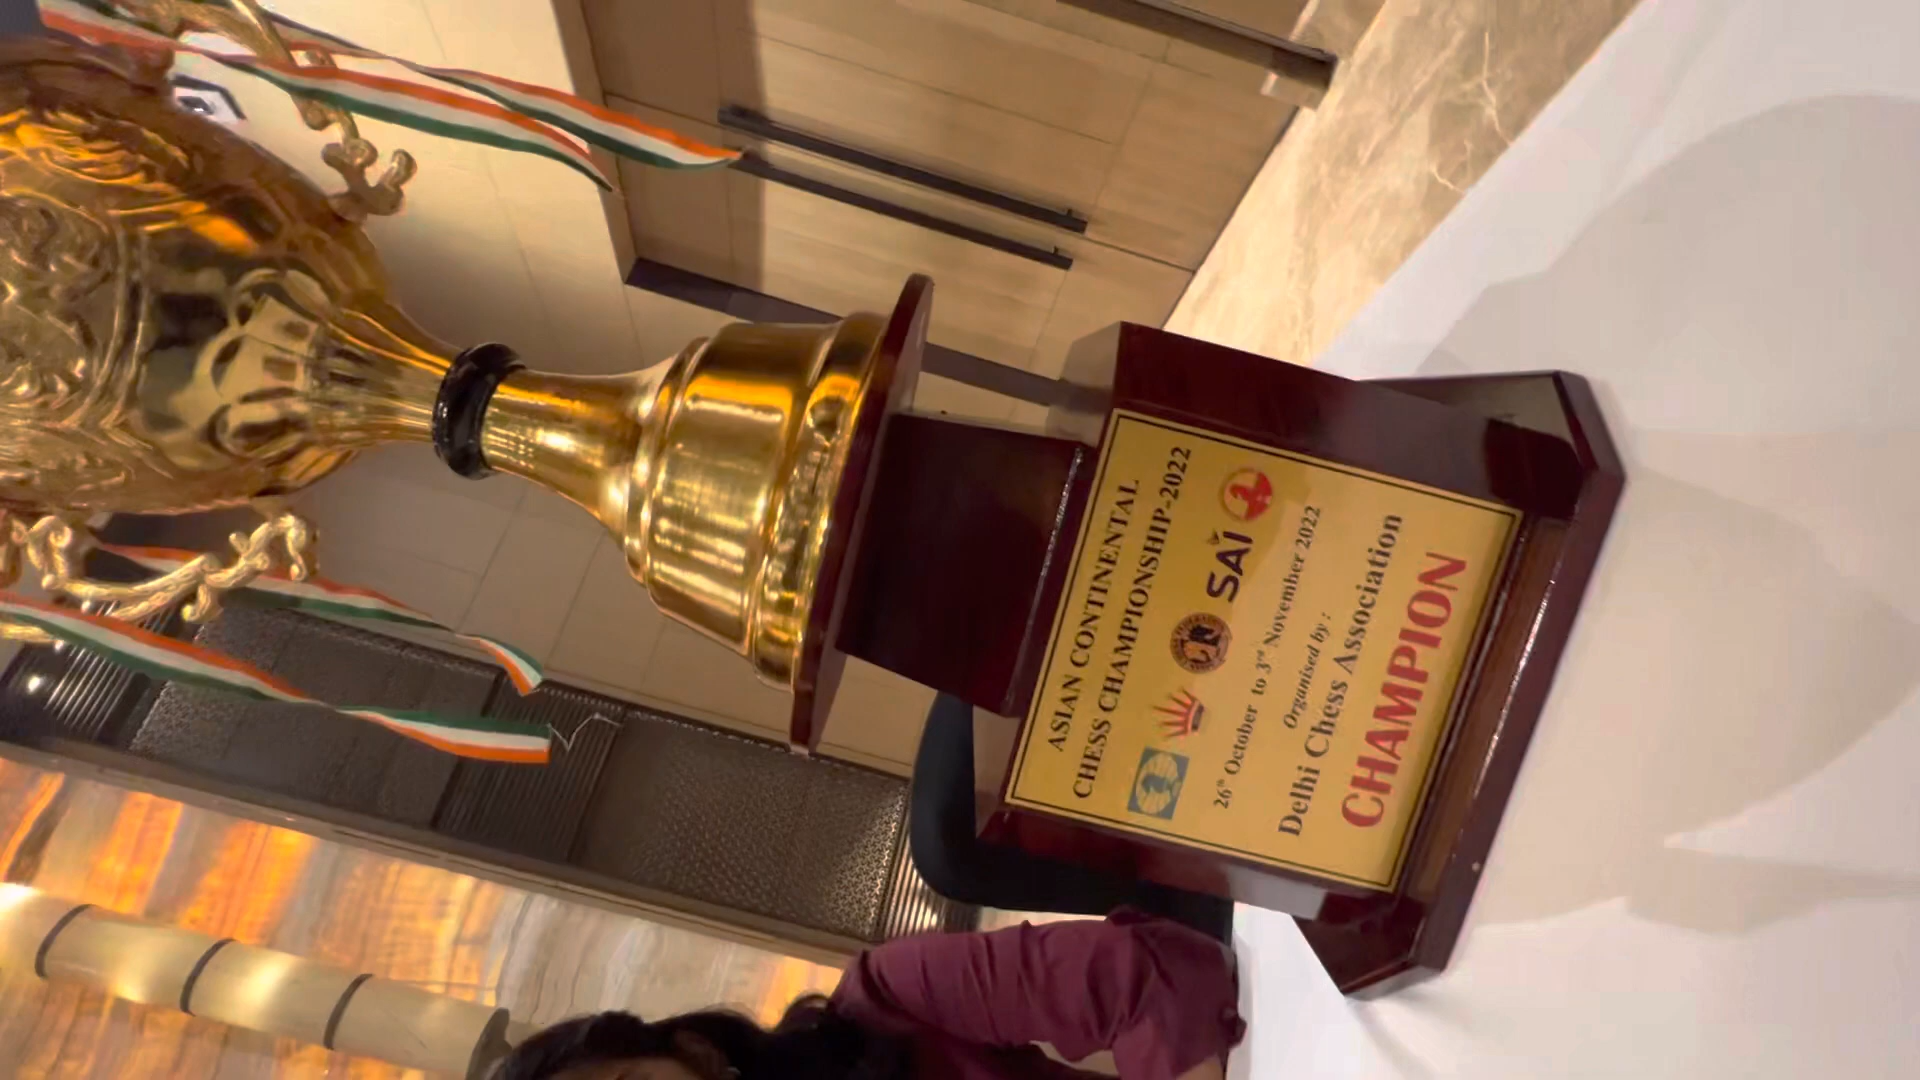 ASIAN CONTINENTAL
CHESS CHAMPIONSHIP-2022
SAI
26th October to 3rd November 2022
Organised by :
Delhi Chess Association
CHAMPION